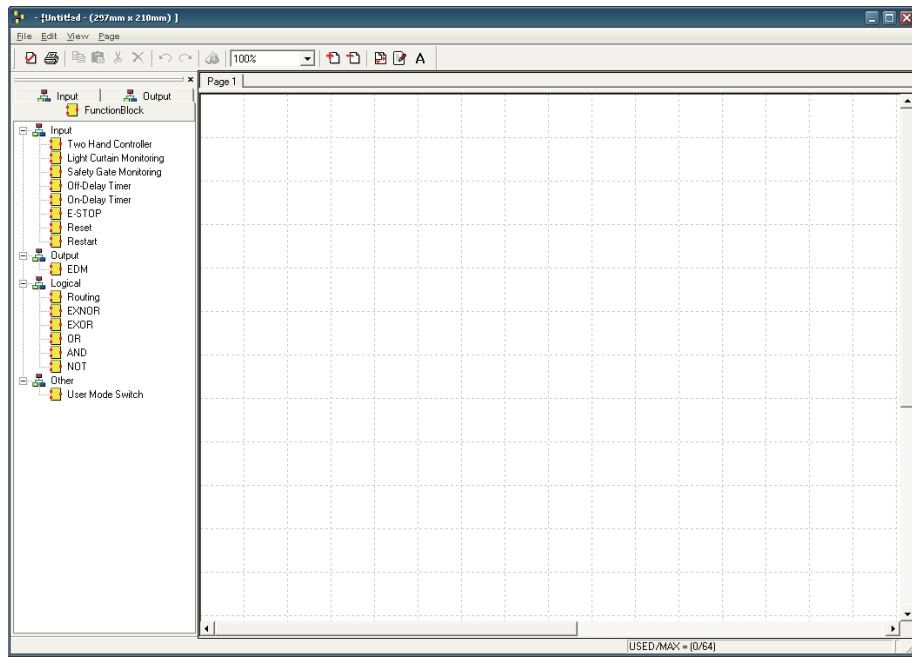 - [Untitled - (297mm x 210mm) ]
File Edit View Page
100%
A
Page 1
Input Output
FunctionBlock
Input
Two Hand Controller
Light Curtain Monitoring
Safety Gate Monitoring
Off-Delay Timer
On-Delay Timer
E-STOP
Reset
Restart
Output
EDM
Logical
Routing
EXNOR
EXOR
OR
AND
NOT
Other
User Mode Switch
USED/MAX = (0/64)